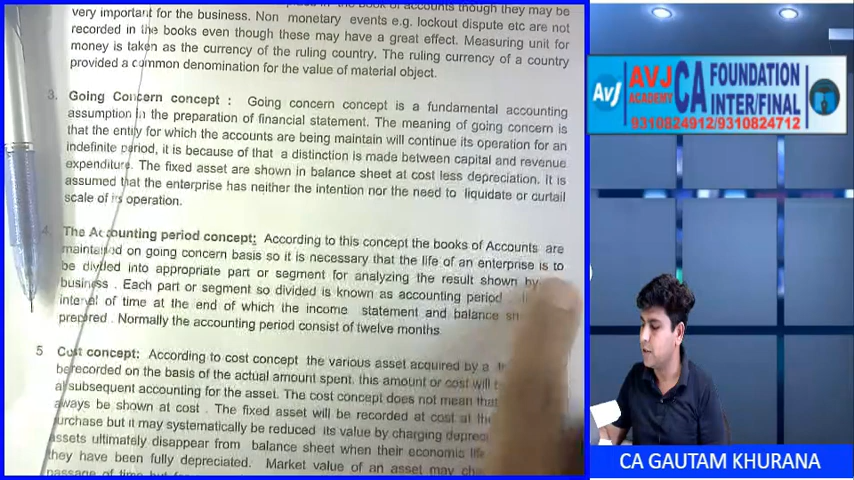 very important for the business. Non monetary events e.g. lockout dispute etc are not
recorded in the books even though these may have a great effect. Measuring unit for
money is taken as the currency of the ruling country. The ruling currency of a country
provided a common denomination for the value of material object.
3. Going Concern concept : Going concern concept is a fundamental accounting
assumption in the preparation of financial statement. The meaning of going concern is
that the entity for which the accounts are being maintain will continue its operation for an
indefinite period, it is because of that a distinction is made between capital and revenue
expenditure. The fixed asset are shown in balance sheet at cost less depreciation. It is
assumed that the enterprise has neither the intention nor the need to liquidate or curtail
scale of its operation.
4. The Accounting period concept: According to this concept the books of Accounts are
maintained on going concern basis so it is necessary that the life of an enterprise is to
be divided into appropriate part or segment for analyzing the result shown by
business . Each part or segment so divided is known as accounting period .
interval of time at the end of which the income statement and balance
prepared . Normally the accounting period consist of twelve months.
5 Cost concept: According to cost concept the various asset acquired by a
be recorded on the basis of the actual amount spent. this amount or cost will
all subsequent accounting for the asset. The cost concept does not mean that
always be shown at cost . The fixed asset will be recorded at cost at the
purchase but it may systematically be reduced its value by charging
assets ultimately disappear from balance sheet when their economic life
they have been fully depreciated. Market value of an asset may
passage of time but
AVJ
AVJ
ACADEMY
CA
FOUNDATION
INTER/FINAL
9310824912/9310824712
CA GAUTAM KHURANA